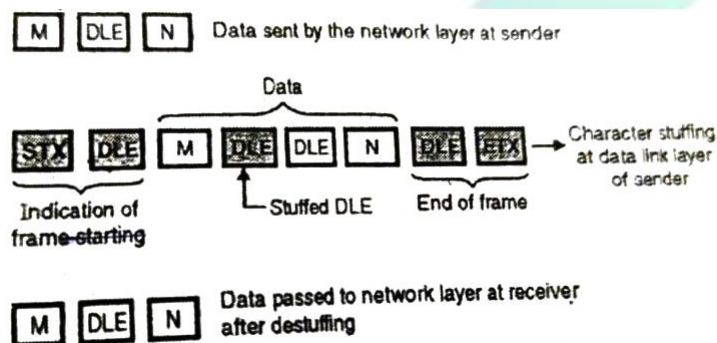 M DLE N Data sent by the network layer at sender
Data
STX DLE M DLE DLE N DLE ETX Character stuffing
at data link layer
of sender
Indication of
frame starting
Stuffed DLE
End of frame
M DLE N Data passed to network layer at receiver
after destuffing